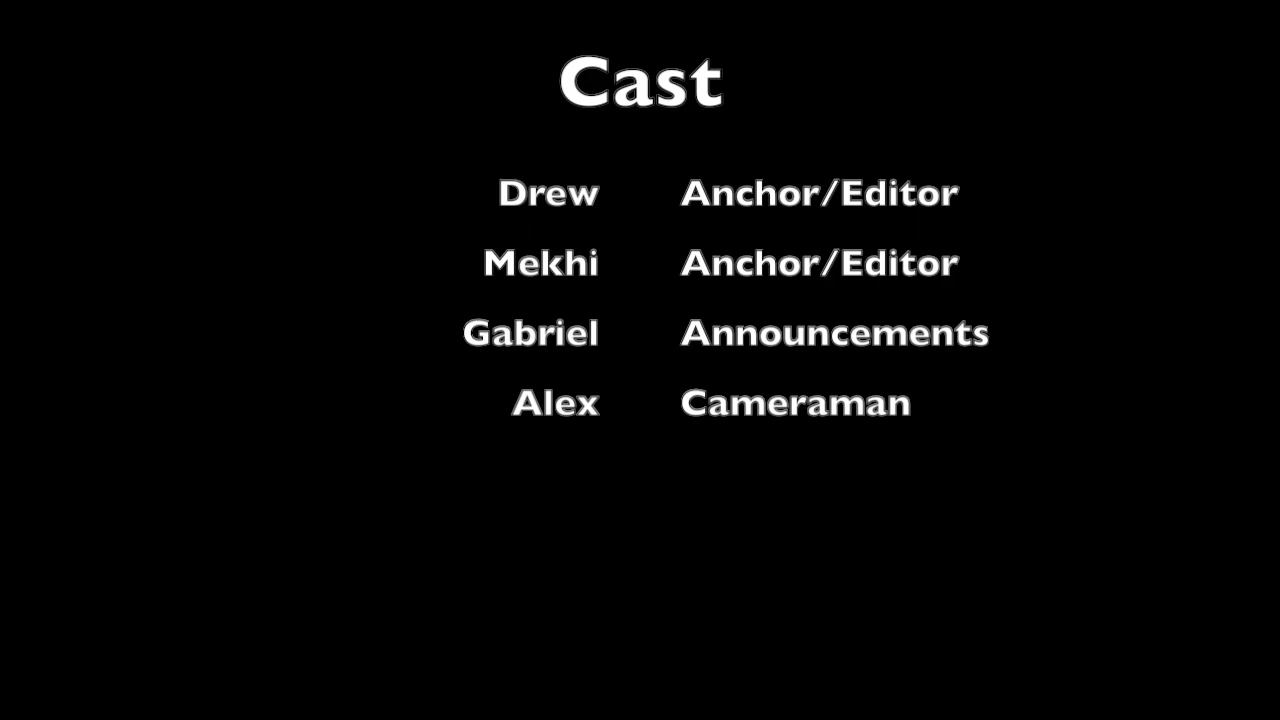 Cast
Drew Anchor/Editor
Mekhi Anchor/Editor
Gabriel Announcements
Alex Cameraman